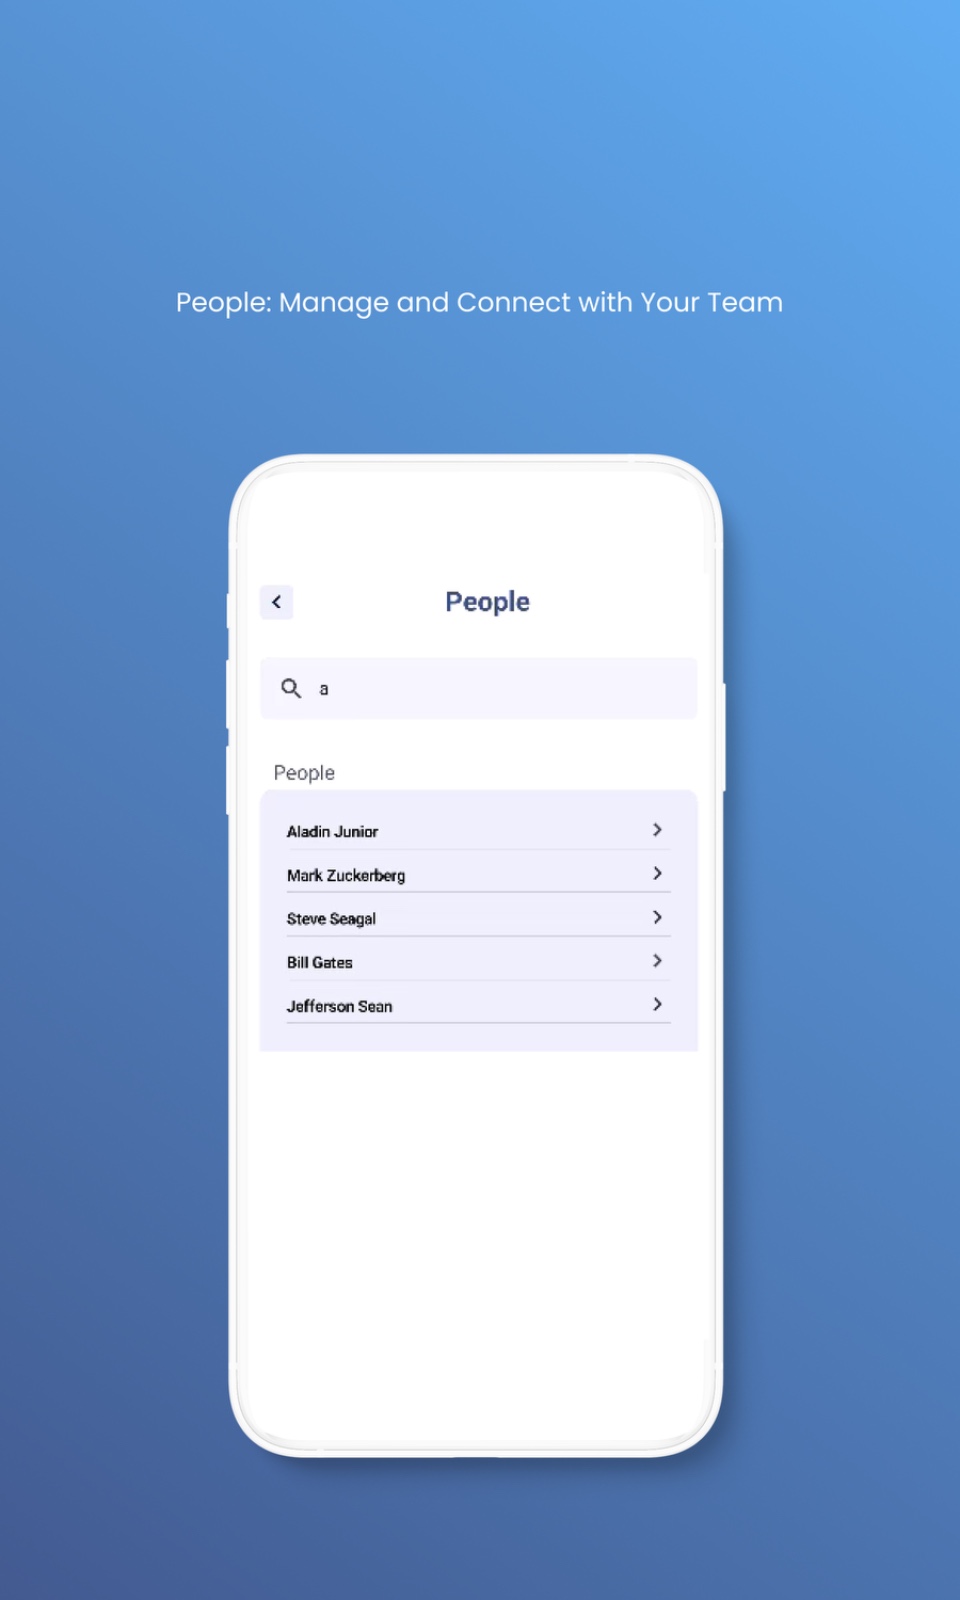 People: Manage and Connect with Your Team
People
a
People
Aladin Junior
Mark Zuckerberg
Steve Seagal
Bill Gates
Jefferson Sean